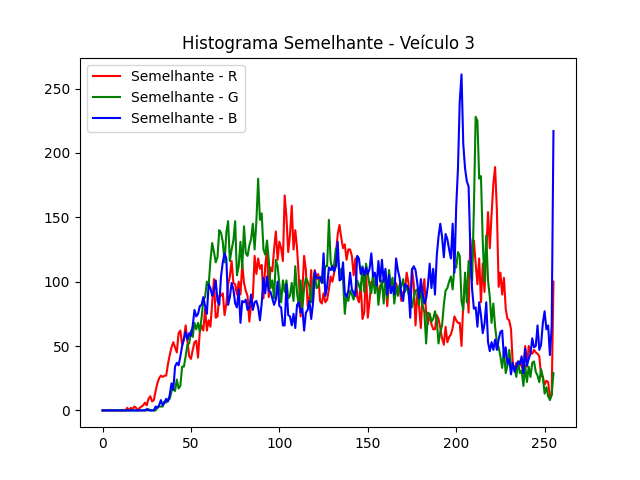 Histograma Semelhante - Veículo 3
Semelhante - R
Semelhante - G
Semelhante - B
250
200
150
100
50
0
0 50 100 150 200 250